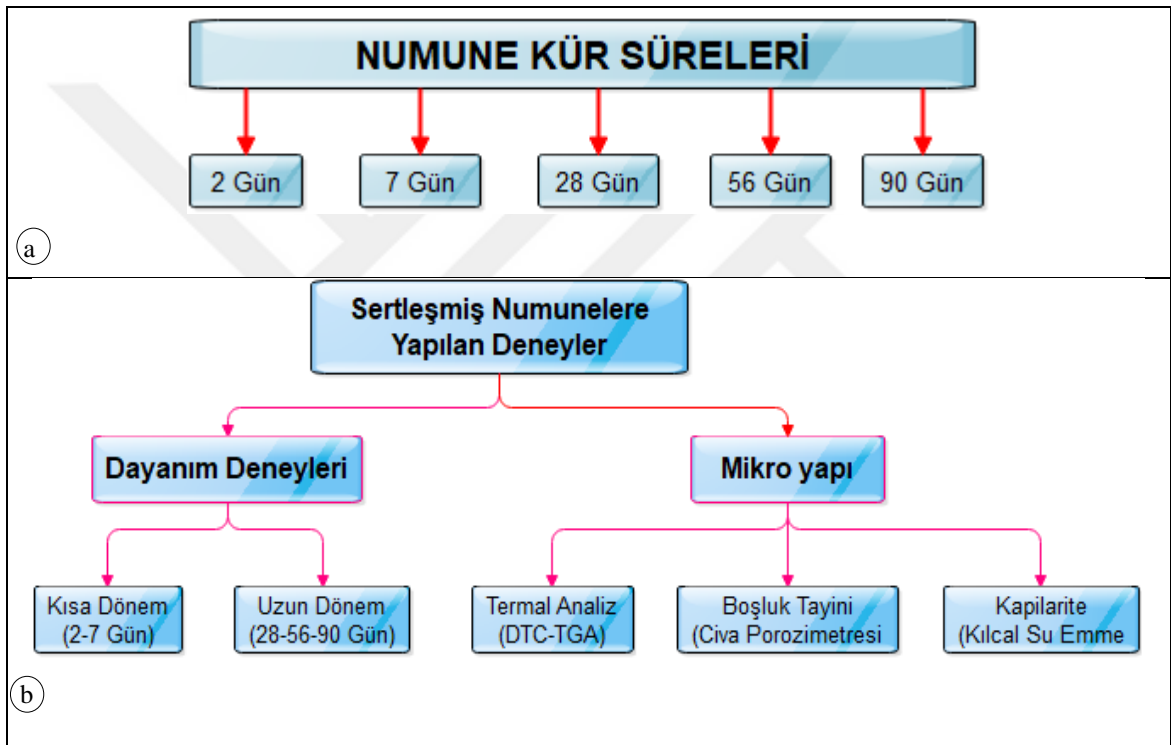 NUMUNE KÜR SÜRELERİ
2 Gün
7 Gün
28 Gün
56 Gün
90 Gün
a
Sertleşmiş Numunelere
Yapılan Deneyler
Dayanım Deneyleri
Mikro yapı
Kısa Dönem
(2-7 Gün)
Uzun Dönem
(28-56-90 Gün)
Termal Analiz
(DTC-TGA)
Boşluk Tayini
(Civa Porozimetresi
Kapilarite
(Kılcal Su Emme
b